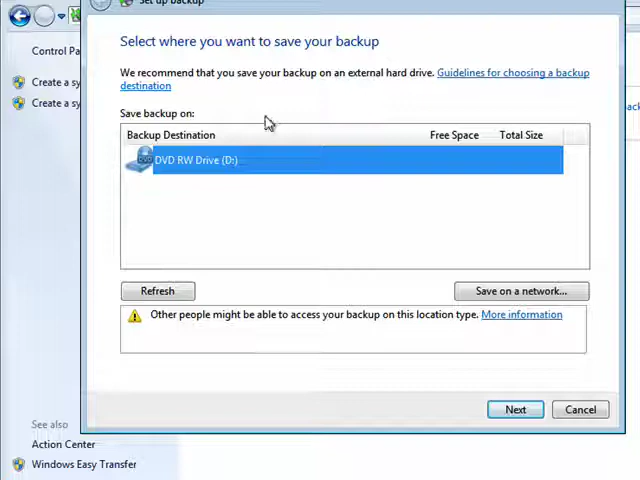 Set up backup
Control Pa
Create a sy
Create a sy
Select where you want to save your backup
We recommend that you save your backup on an external hard drive. Guidelines for choosing a backup
destination
Save backup on:
Backup Destination Free Space Total Size
DVD RW Drive (D:)
Refresh Save on a network...
Other people might be able to access your backup on this location type. More information
Next Cancel
See also
Action Center
Windows Easy Transfer